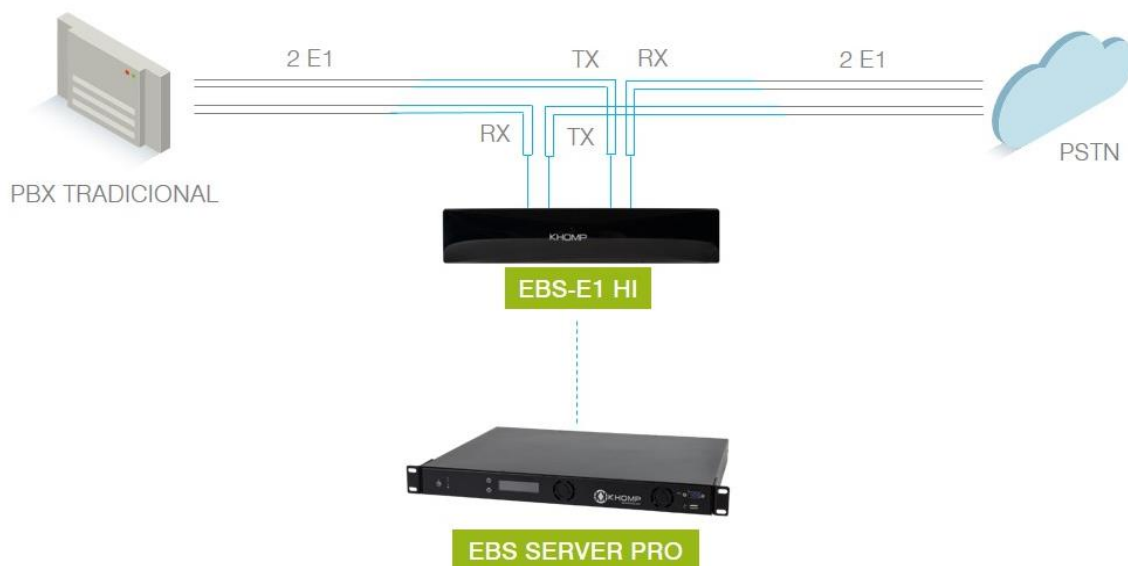 2 E1
TX
RX
2 E1
RX
TX
PSTN
PBX TRADICIONAL
KHOMP
EBS-E1 HI
KHOMP
EBS SERVER PRO